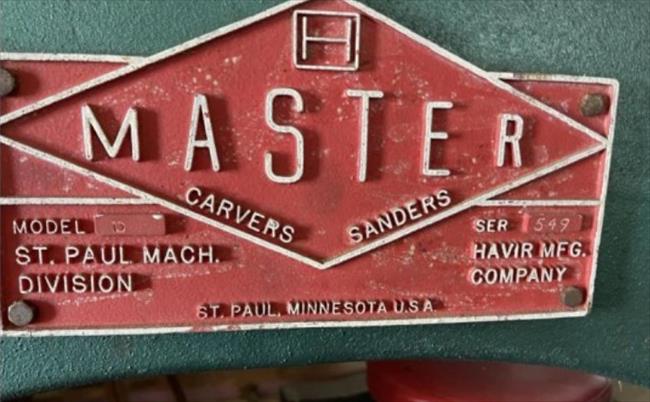 H
MASTER
CARVERS SANDERS
MODEL D SER 549
ST. PAUL MACH. HAVIR MFG.
DIVISION COMPANY
ST. PAUL, MINNESOTA U.S.A.